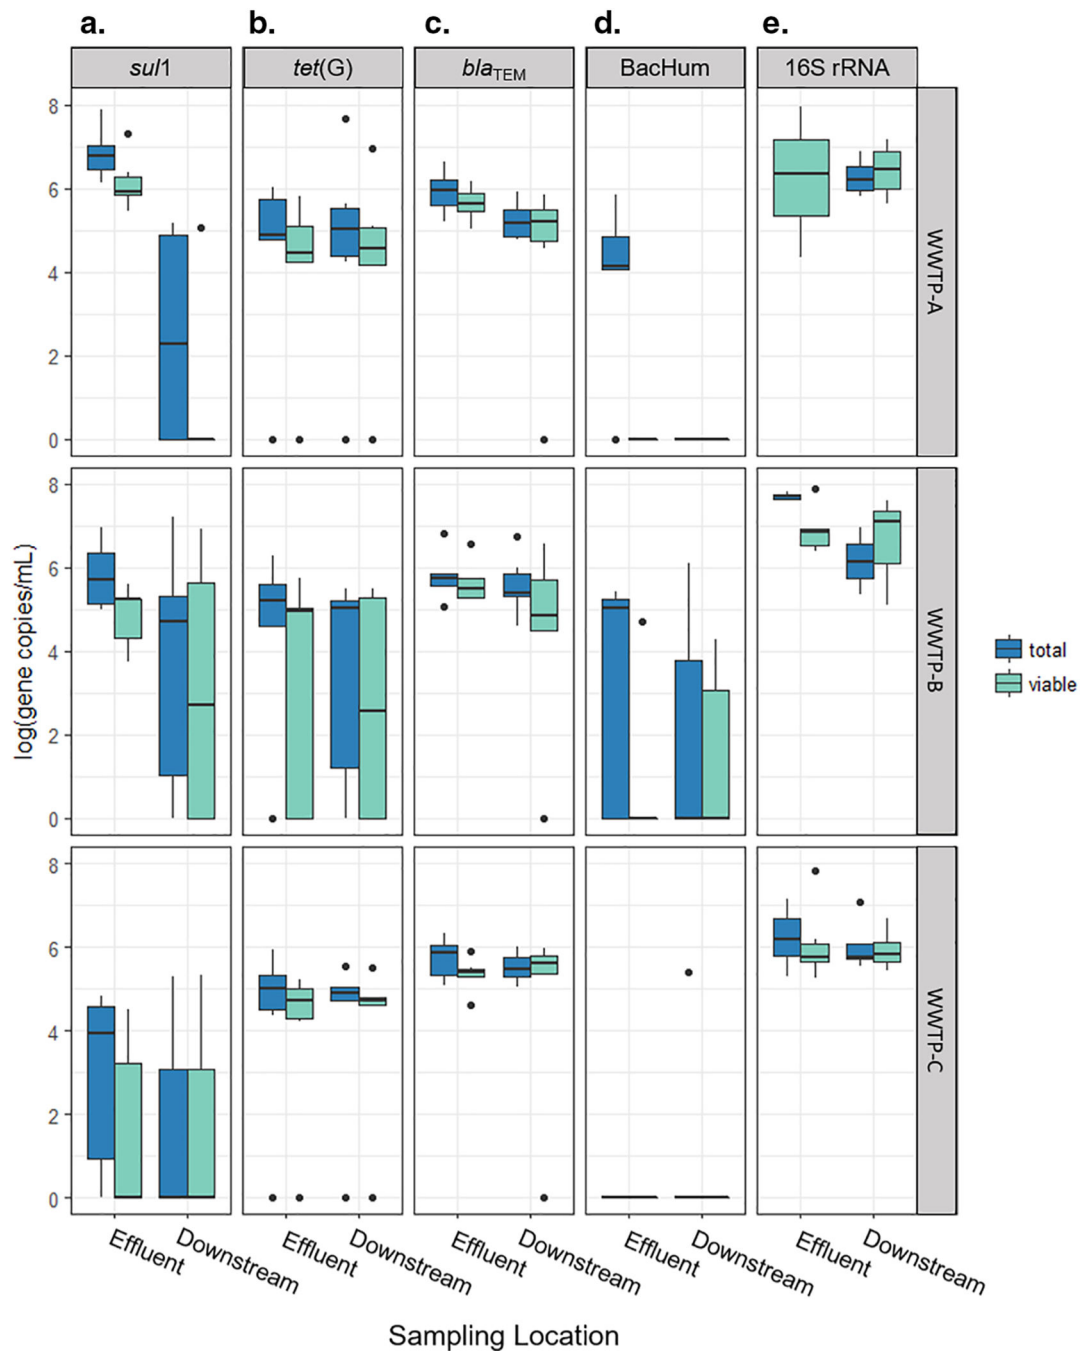 a. b. c. d. e.
sul1 tet(G) blaTEM BacHum 16S rRNA
8
6
4
2
0
WWTP-A
8
6
4
2
0
WWTP-B
8
6
4
2
0
WWTP-C
log(gene copies/mL)
total
viable
Effluent Downstream Effluent Downstream Effluent Downstream Effluent Downstream Effluent Downstream
Sampling Location